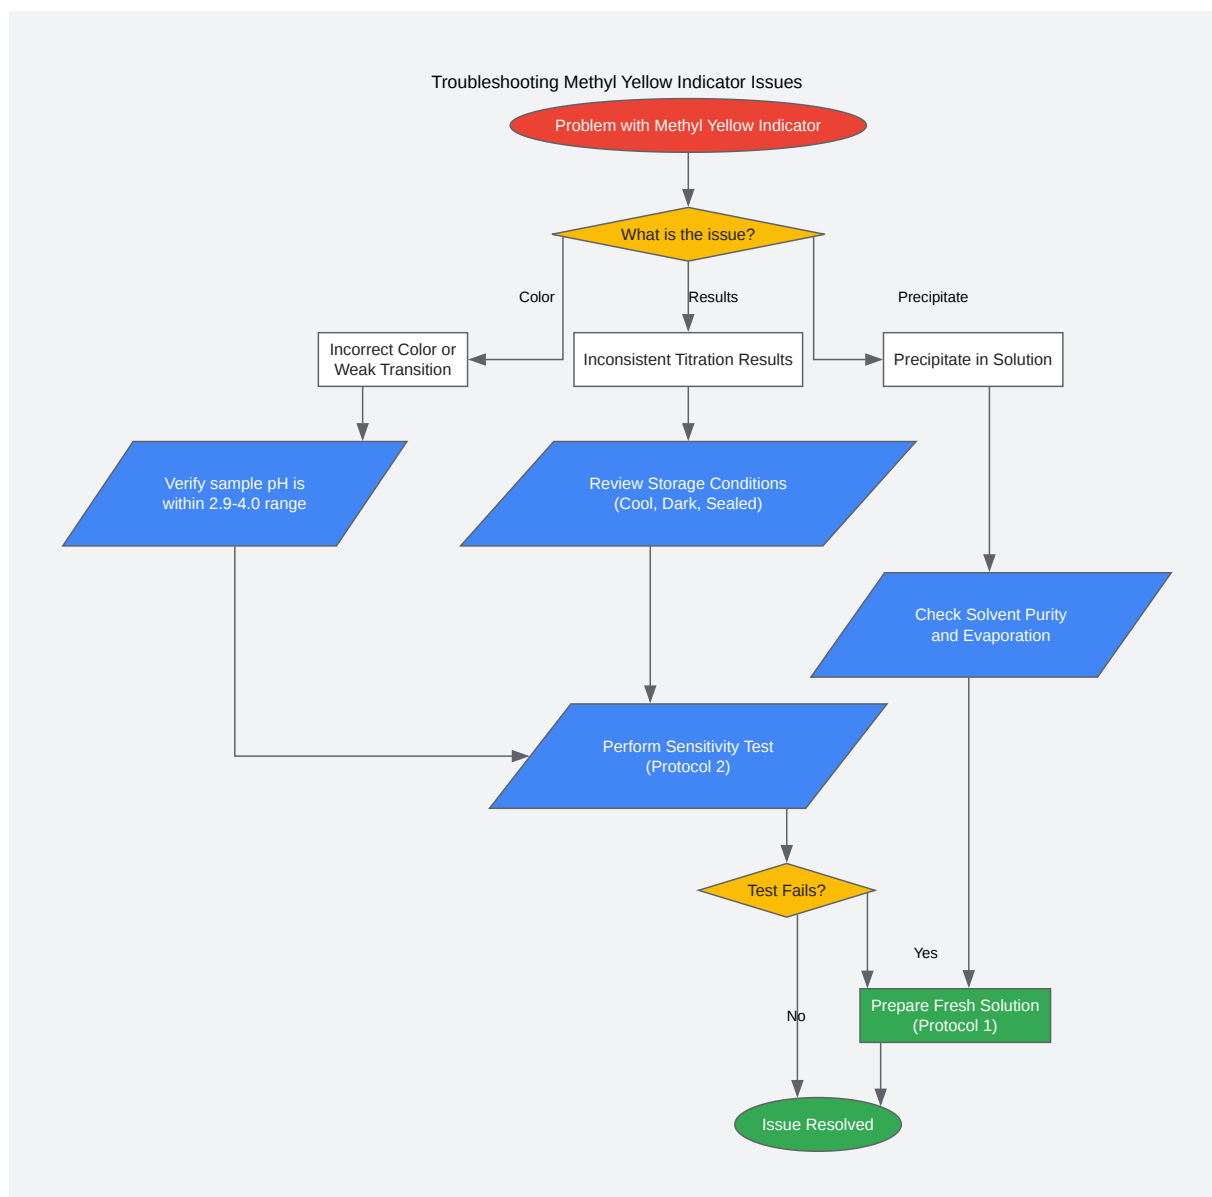 Troubleshooting Methyl Yellow Indicator Issues
Problem with Methyl Yellow Indicator
What is the issue?
Color
Results
Precipitate
Incorrect Color or
Weak Transition
Inconsistent Titration Results
Precipitate in Solution
Verify sample pH is
within 2.9-4.0 range
Review Storage Conditions
(Cool, Dark, Sealed)
Check Solvent Purity
and Evaporation
Perform Sensitivity Test
(Protocol 2)
Test Fails?
Yes
No
Prepare Fresh Solution
(Protocol 1)
Issue Resolved